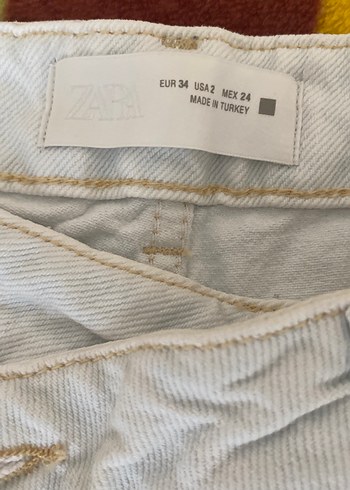 ZARA
EUR 34 USA 2 MEX 24
MADE IN TURKEY